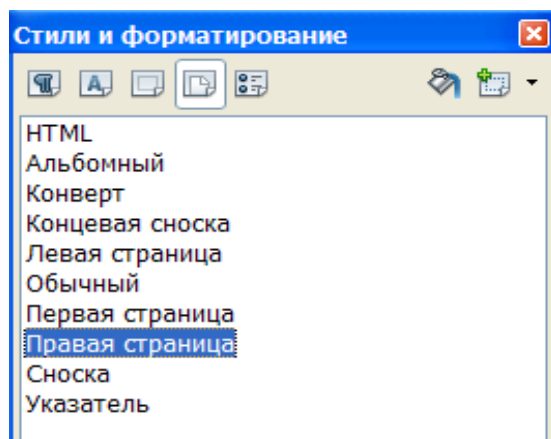 Стили и форматирование
HTML
Альбомный
Конверт
Концевая сноска
Левая страница
Обычный
Первая страница
Правая страница
Сноска
Указатель